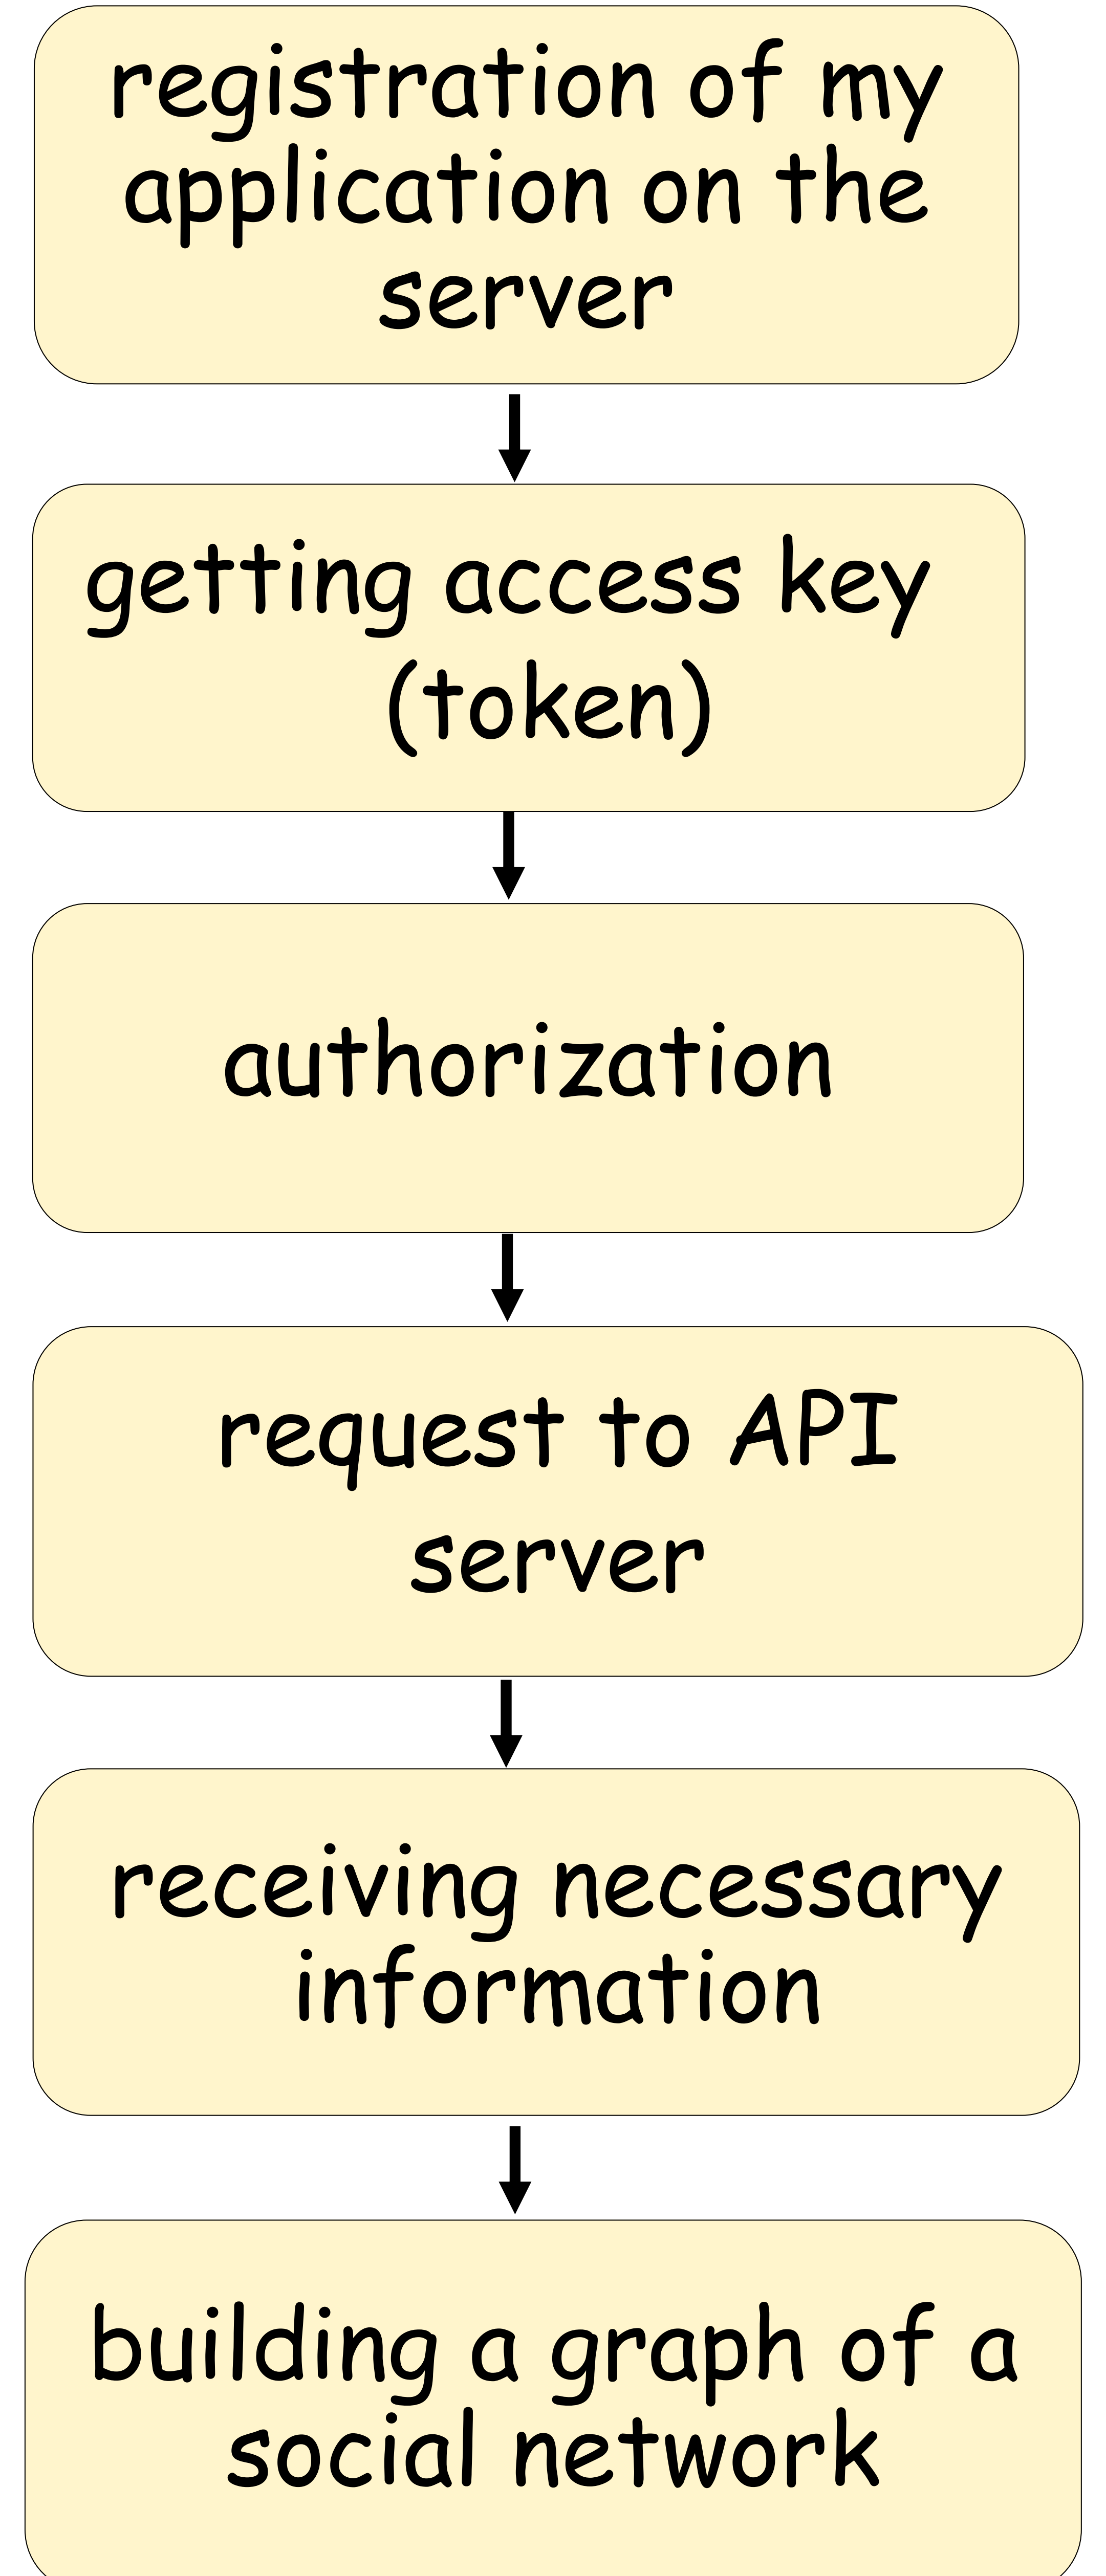 registration of my
application on the
server
getting access key
(token)
authorization
request to API
server
receiving necessary
information
building a graph of a
social network